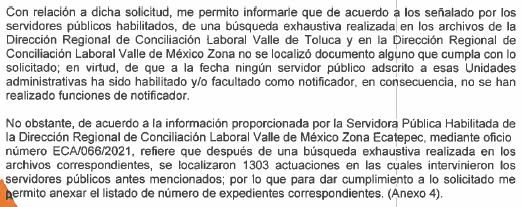 Con relación a dicha solicitud, me permito informarle que de acuerdo a los señalado por los
servidores públicos habilitados, de una búsqueda exhaustiva realizada en los archivos de la
Dirección Regional de Conciliación Laboral Valle de Toluca y en la Dirección Regional de
Conciliación Laboral Valle de México Zona no se localizó documento alguno que cumpla con lo
solicitado; en virtud, de que a la fecha ningún servidor público adscrito a esas Unidades
administrativas ha sido habilitado y/o facultado como notificador, en consecuencia, no se han
realizado funciones de notificador.
No obstante, de acuerdo a la información proporcionada por la Servidora Pública Habilitada de
la Dirección Regional de Conciliación Laboral Valle de México Zona Ecatepec, mediante oficio
número ECA/066/2021, refiere que después de una búsqueda exhaustiva realizada en los
archivos correspondientes, se localizaron 1303 actuaciones en las cuales intervinieron los
servidores públicos antes mencionados; por lo que para dar cumplimiento a lo solicitado me
permito anexar el listado de número de expedientes correspondientes. (Anexo 4).